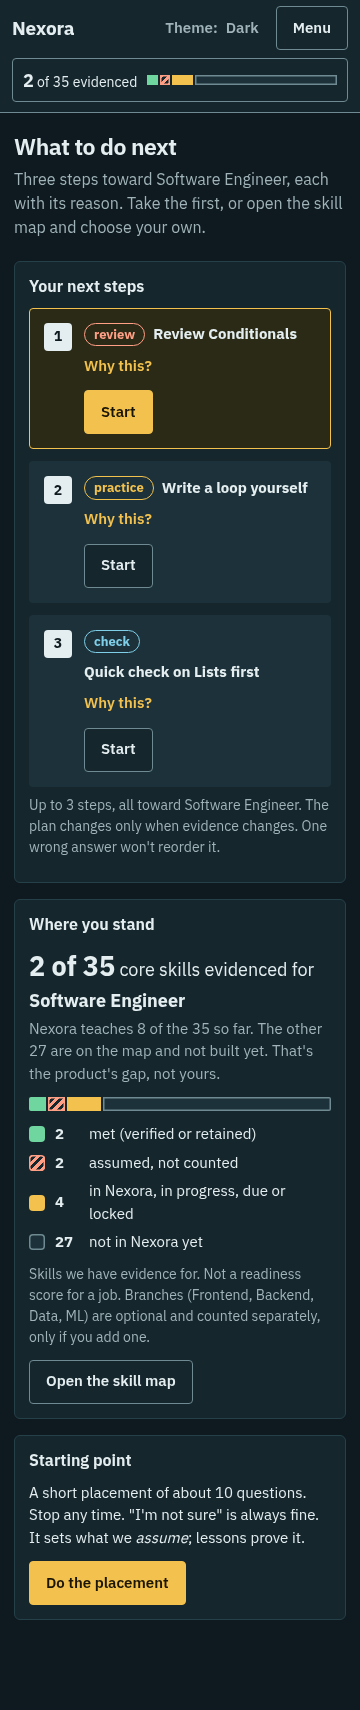 Nexora
Theme: Dark
Menu
2 of 35 evidenced
What to do next
Three steps toward Software Engineer, each
with its reason. Take the first, or open the skill
map and choose your own.
Your next steps
1
review Review Conditionals
Why this?
Start
2
practice Write a loop yourself
Why this?
Start
3
check
Quick check on Lists first
Why this?
Start
Up to 3 steps, all toward Software Engineer. The
plan changes only when evidence changes. One
wrong answer won't reorder it.
Where you stand
2 of 35 core skills evidenced for
Software Engineer
Nexora teaches 8 of the 35 so far. The other
27 are on the map and not built yet. That's
the product's gap, not yours.
2 met (verified or retained)
2 assumed, not counted
4 in Nexora, in progress, due or
locked
27 not in Nexora yet
Skills we have evidence for. Not a readiness
score for a job. Branches (Frontend, Backend,
Data, ML) are optional and counted separately,
only if you add one.
Open the skill map
Starting point
A short placement of about 10 questions.
Stop any time. "I'm not sure" is always fine.
It sets what we assume; lessons prove it.
Do the placement